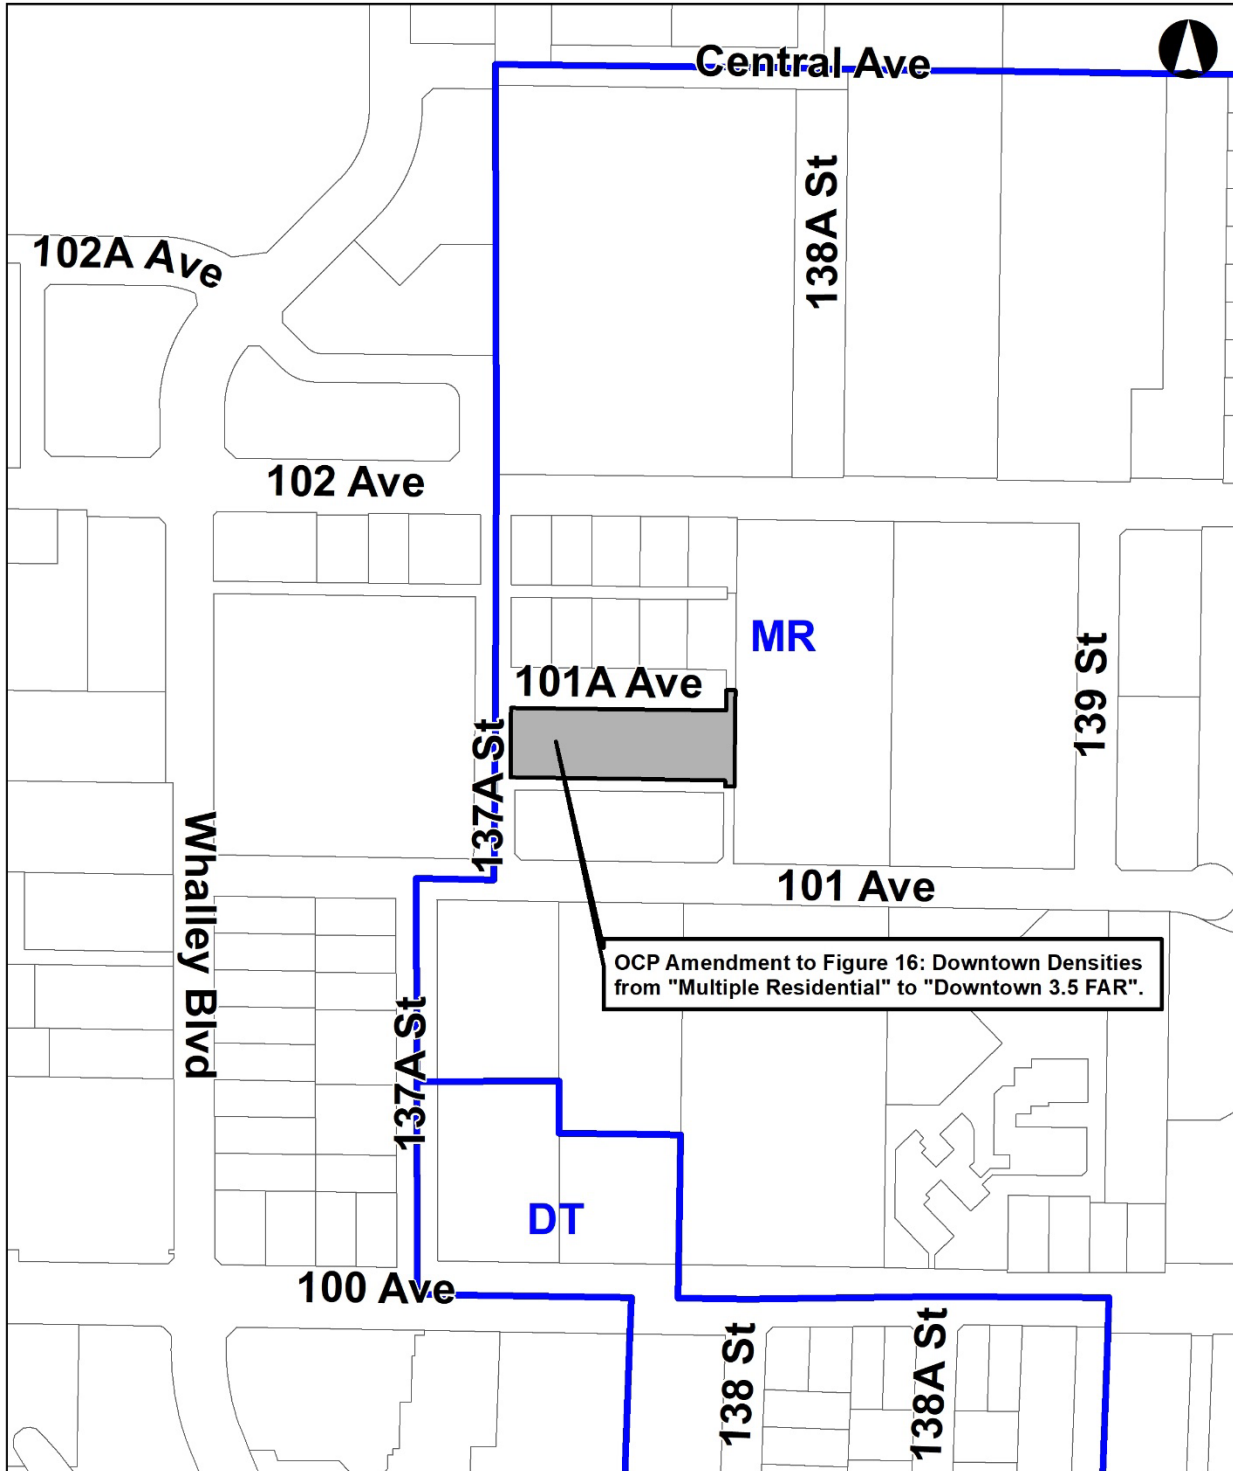 Central Ave
138A St
102A Ave
102 Ave
MR
139 St
101A Ave
137A St
Whalley Blvd
101 Ave
OCP Amendment to Figure 16: Downtown Densities
from "Multiple Residential" to "Downtown 3.5 FAR".
137A St
DT
100 Ave
138 St
138A St